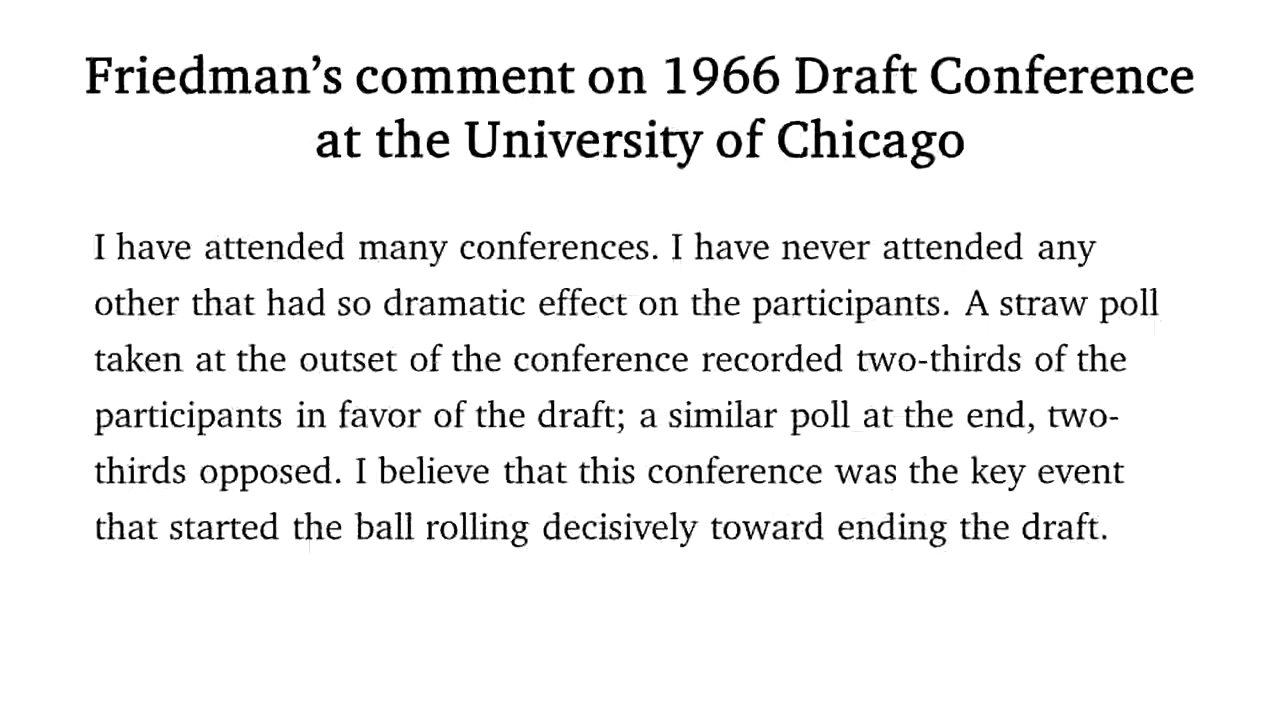 Friedman’s comment on 1966 Draft Conference
at the University of Chicago
I have attended many conferences. I have never attended any
other that had so dramatic effect on the participants. A straw poll
taken at the outset of the conference recorded two-thirds of the
participants in favor of the draft; a similar poll at the end, two-
thirds opposed. I believe that this conference was the key event
that started the ball rolling decisively toward ending the draft.